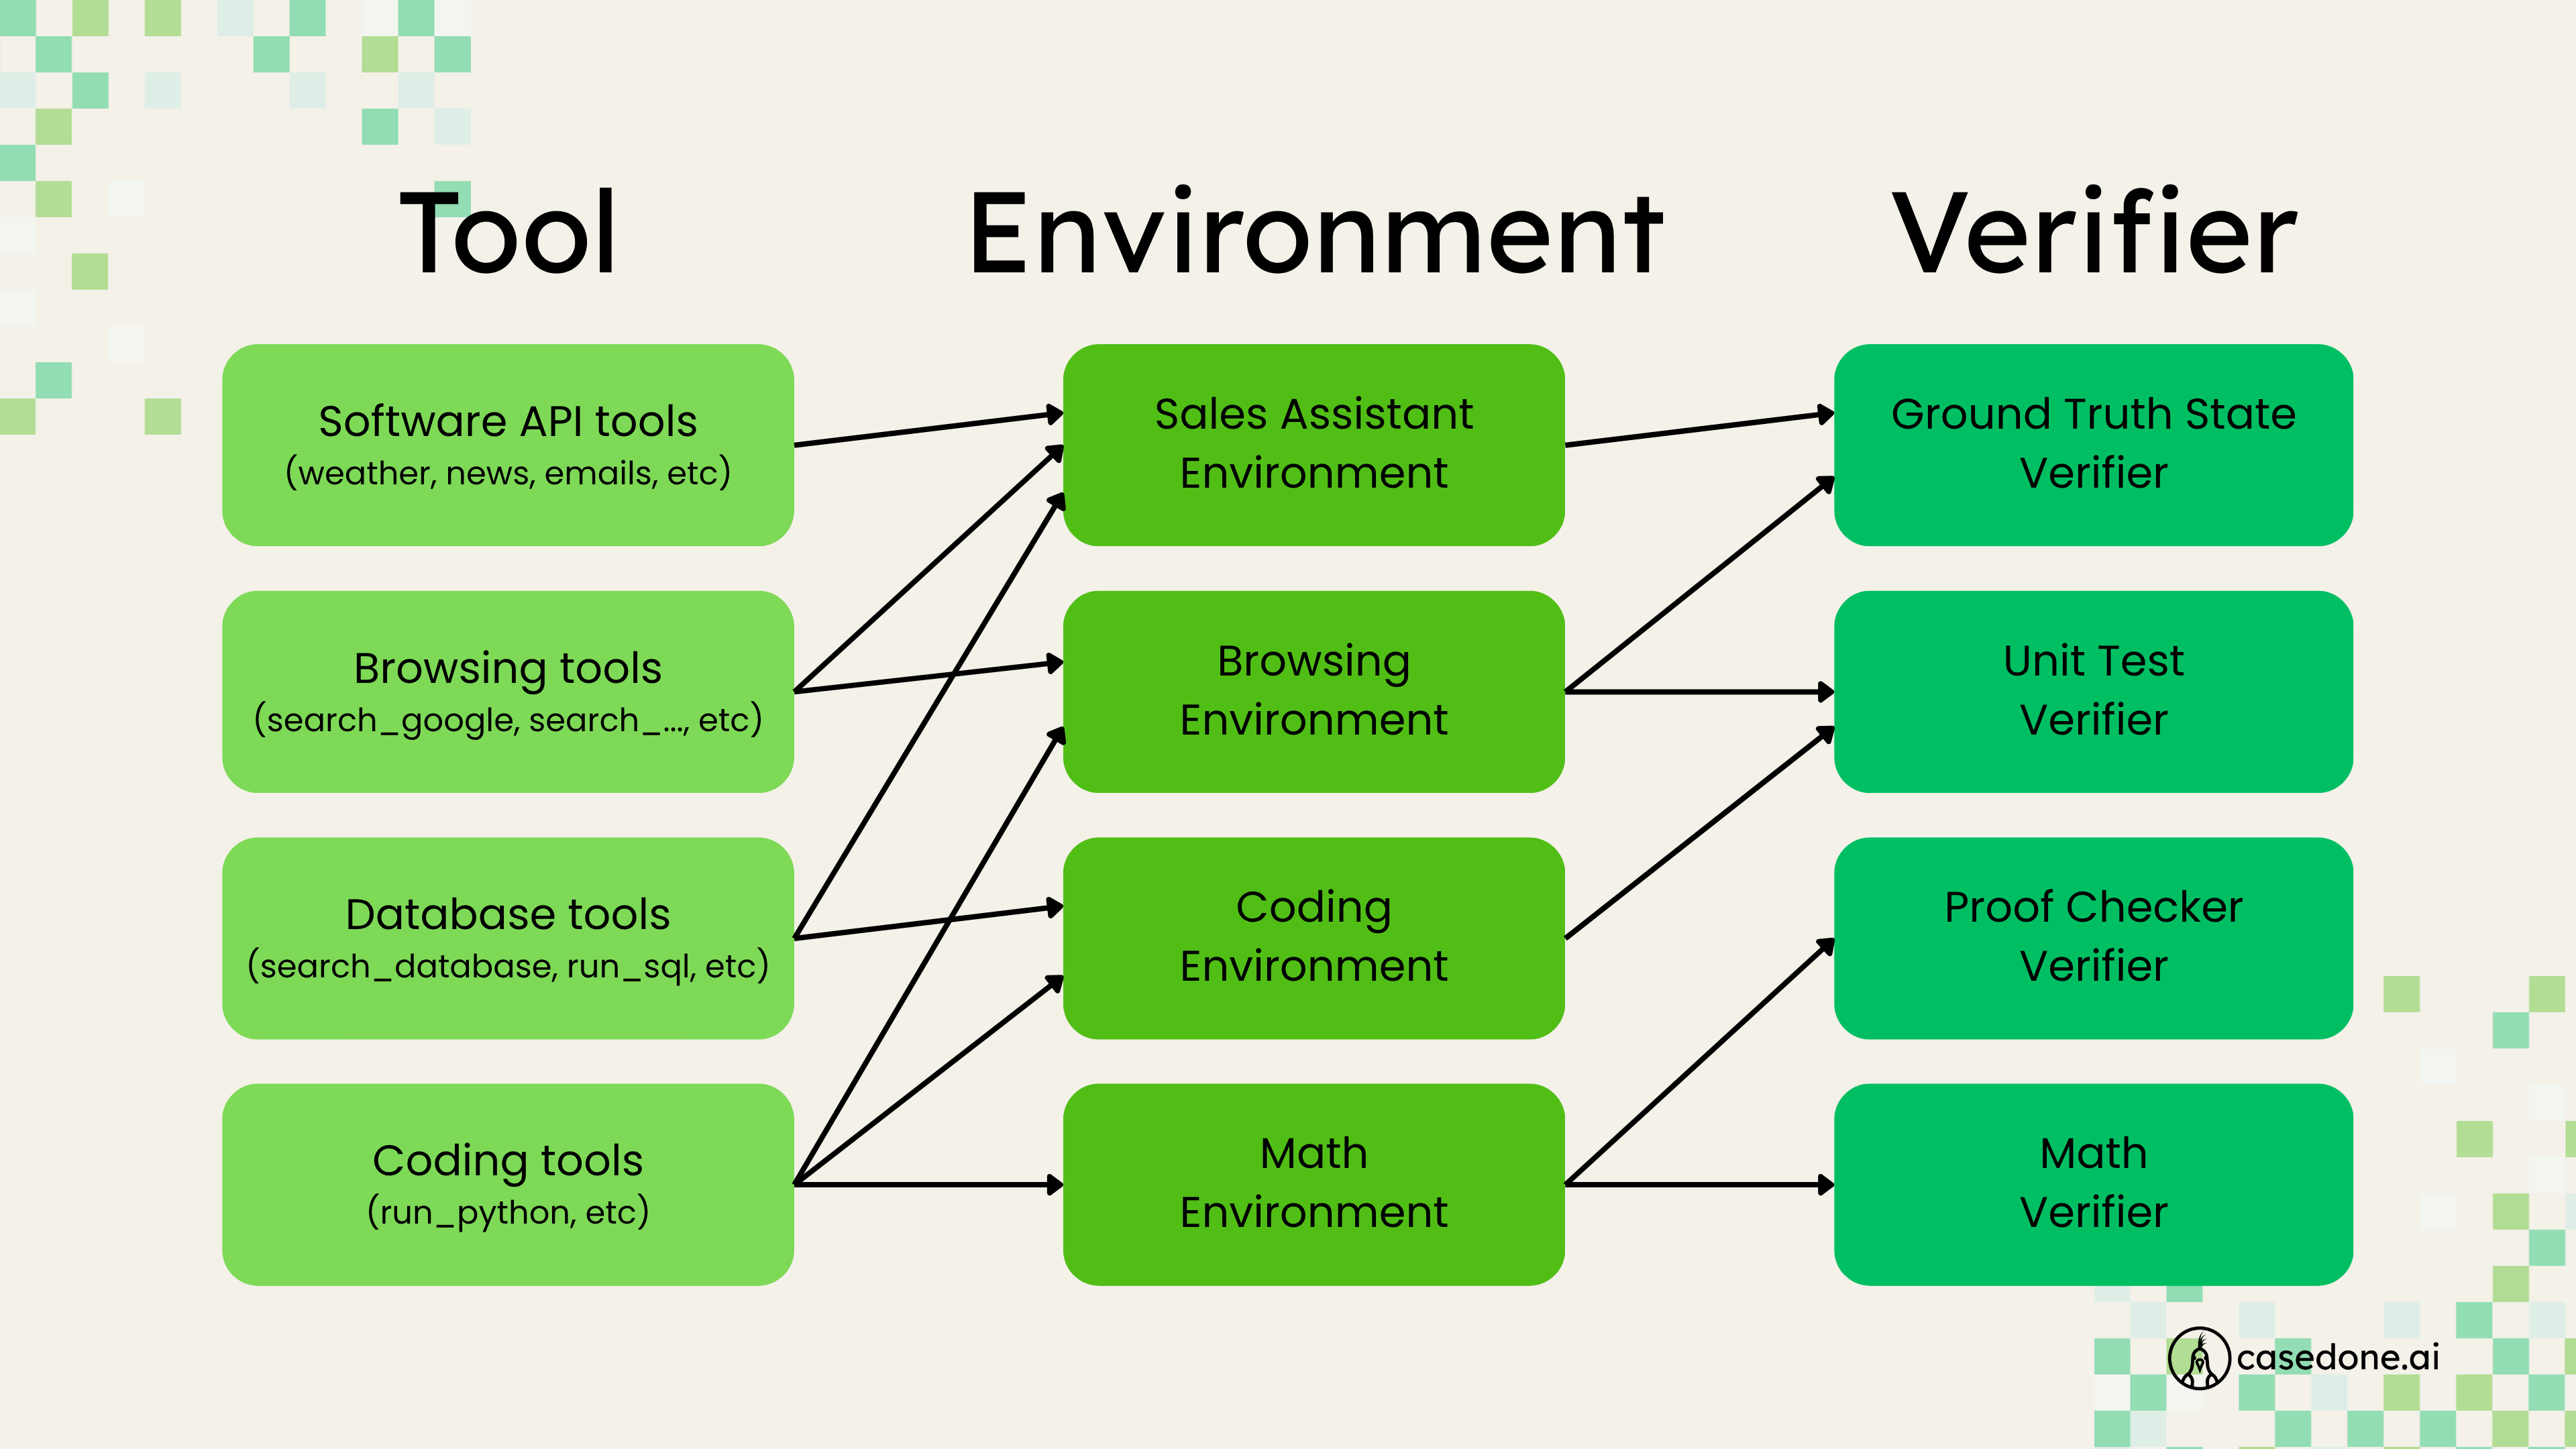 Tool
Environment
Verifier
Software API tools
(weather, news, emails, etc)
Sales Assistant
Environment
Ground Truth State
Verifier
Browsing tools
(search_google, search_..., etc)
Browsing
Environment
Unit Test
Verifier
Database tools
(search_database, run_sql, etc)
Coding
Environment
Proof Checker
Verifier
Coding tools
(run_python, etc)
Math
Environment
Math
Verifier
casedone.ai